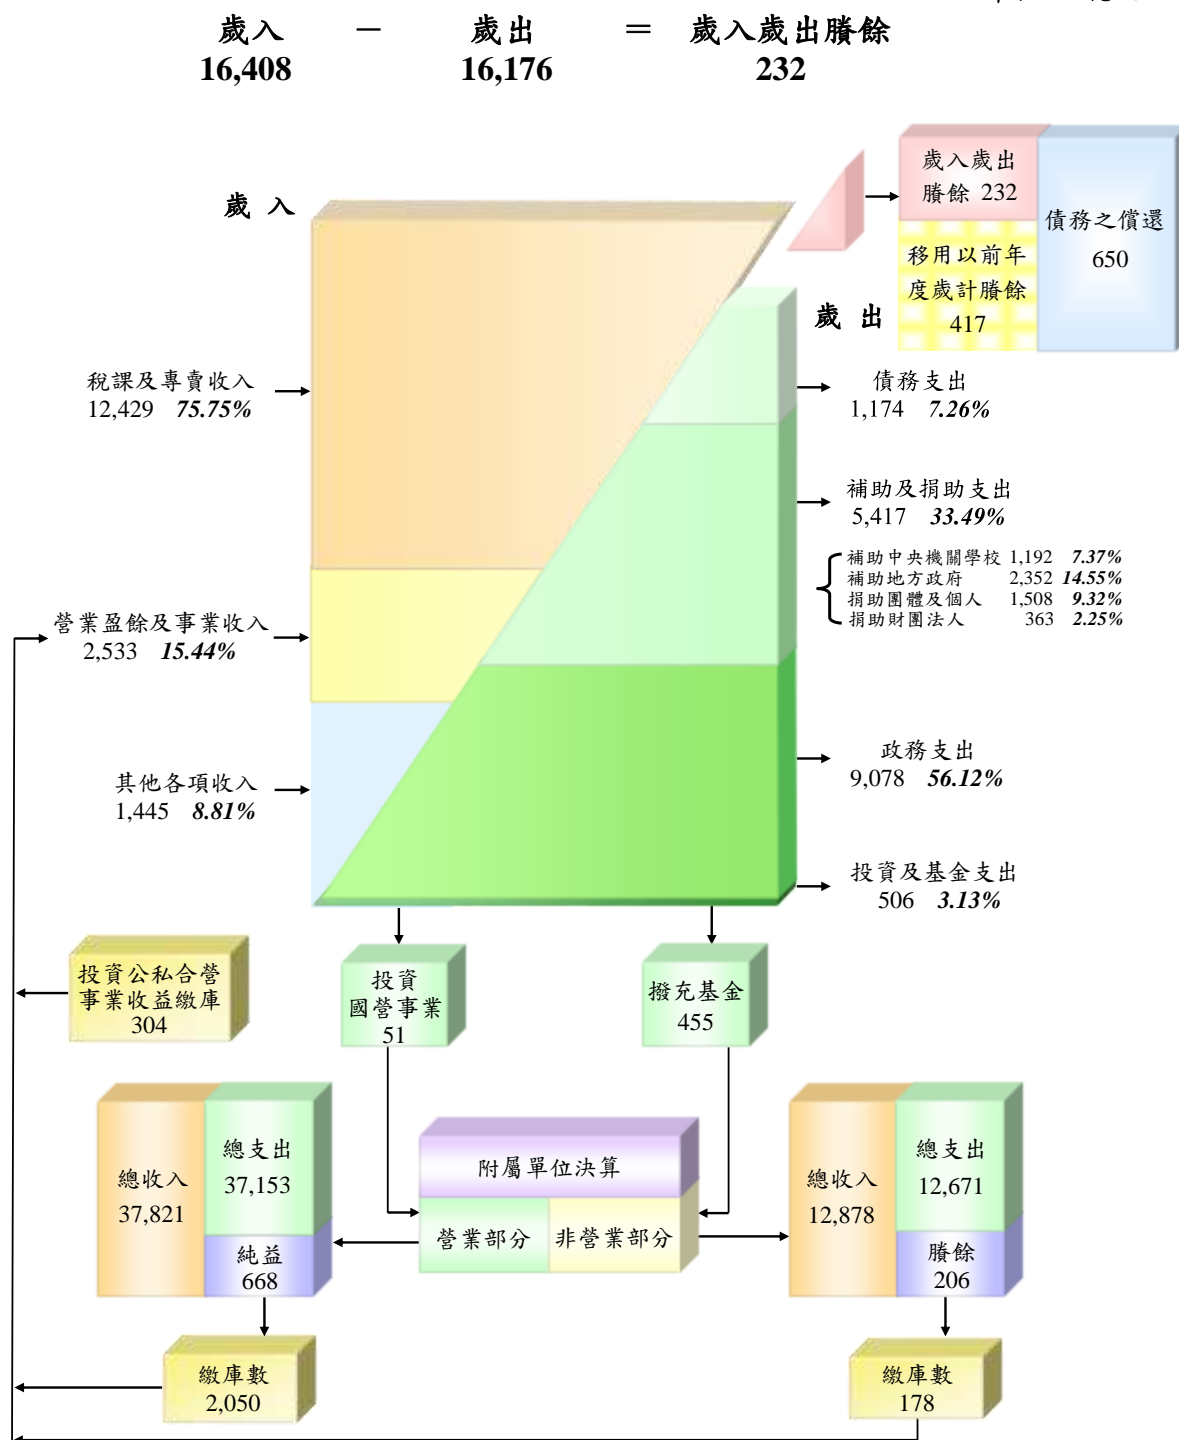 歲入 － 歲出 ＝ 歲入歲出賸餘
16,408 16,176 232
歲入歲出
賸餘 232
移用以前年
度歲計賸餘
417
債務之償還
650
歲 入
歲 出
稅課及專賣收入
12,429 75.75%
營業盈餘及事業收入
2,533 15.44%
其他各項收入
1,445 8.81%
債務支出
1,174 7.26%
補助及捐助支出
5,417 33.49%
補助中央機關學校 1,192 7.37%
補助地方政府 2,352 14.55%
捐助團體及個人 1,508 9.32%
捐助財團法人 363 2.25%
政務支出
9,078 56.12%
投資及基金支出
506 3.13%
投資公私合營
事業收益繳庫
304
投資
國營事業
51
撥充基金
455
總收入
37,821
總支出
37,153
純益
668
附屬單位決算
營業部分 非營業部分
總收入
12,878
總支出
12,671
賸餘
206
繳庫數
2,050
繳庫數
178